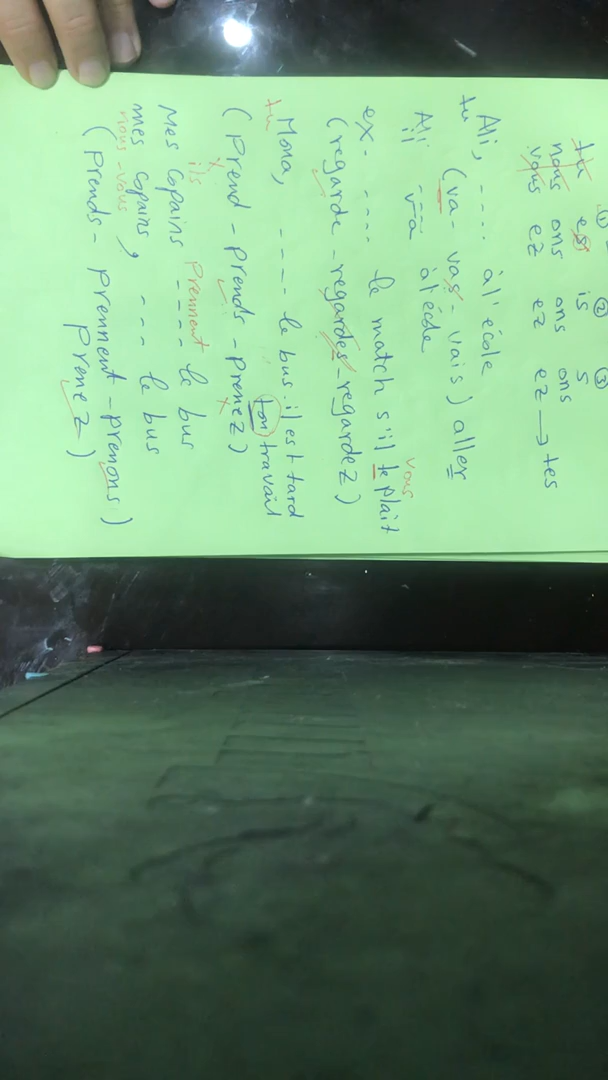 ① ② ③
tu es is s
nous ons ons ons
vous ez ez ez → tes
Ali, ..... à l'école
tu (va - vas - vais) aller
Ali ---- à l'école
il va
vous
ex. ---- le match s'il te plait
(regarde - regardes - regardez)
Mona, ---- le bus. il est tard
tu ton travail
(Prend - prends - prenez)
ils Prennent
Mes copains ---- le bus
mes copains, --- le bus
nous - vous
(Prends - prennent - prenons)
prenez)